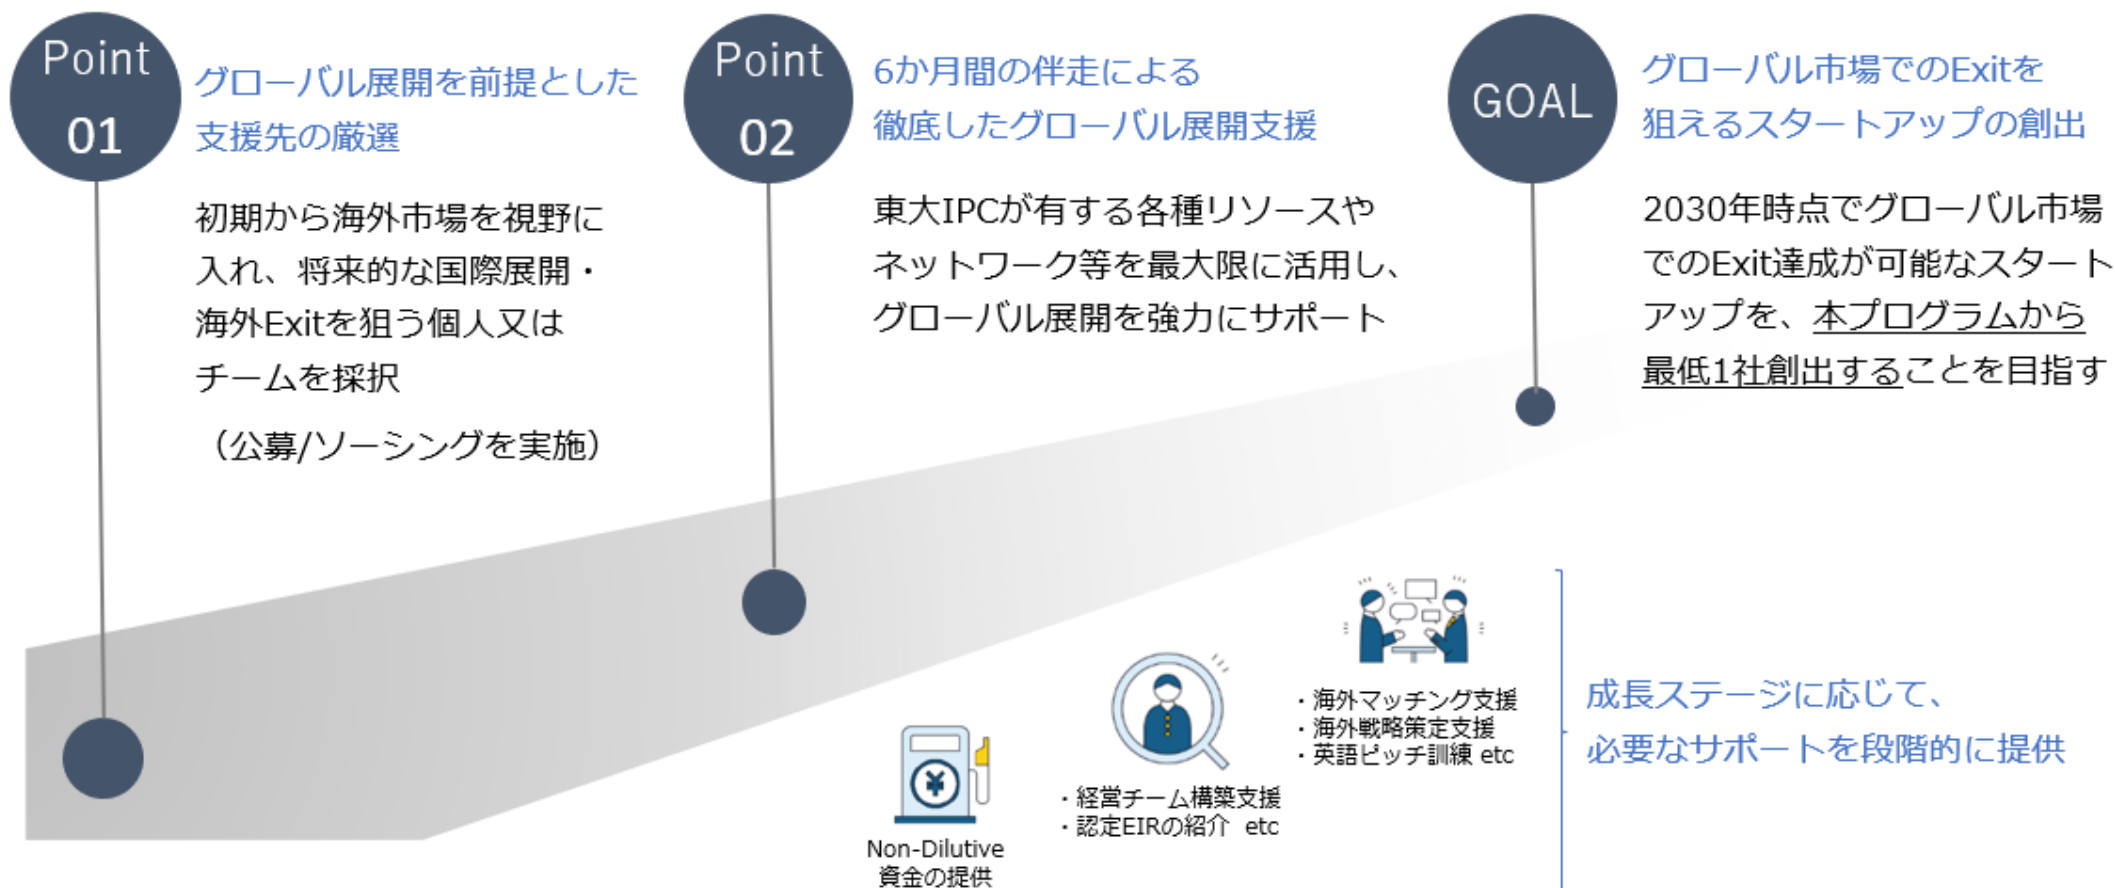 Point
01
グローバル展開を前提とした
支援先の厳選
初期から海外市場を視野に
入れ、将来的な国際展開・
海外Exitを狙う個人又は
チームを採択
（公募/ソーシングを実施）
Point
02
6か月間の伴走による
徹底したグローバル展開支援
東大IPCが有する各種リソースや
ネットワーク等を最大限に活用し、
グローバル展開を強力にサポート
GOAL
グローバル市場でのExitを
狙えるスタートアップの創出
2030年時点でグローバル市場
でのExit達成が可能なスタート
アップを、本プログラムから
最低1社創出することを目指す
¥
Non-Dilutive
資金の提供
・経営チーム構築支援
・認定EIRの紹介 etc
・海外マッチング支援
・海外戦略策定支援
・英語ピッチ訓練 etc
成長ステージに応じて、
必要なサポートを段階的に提供